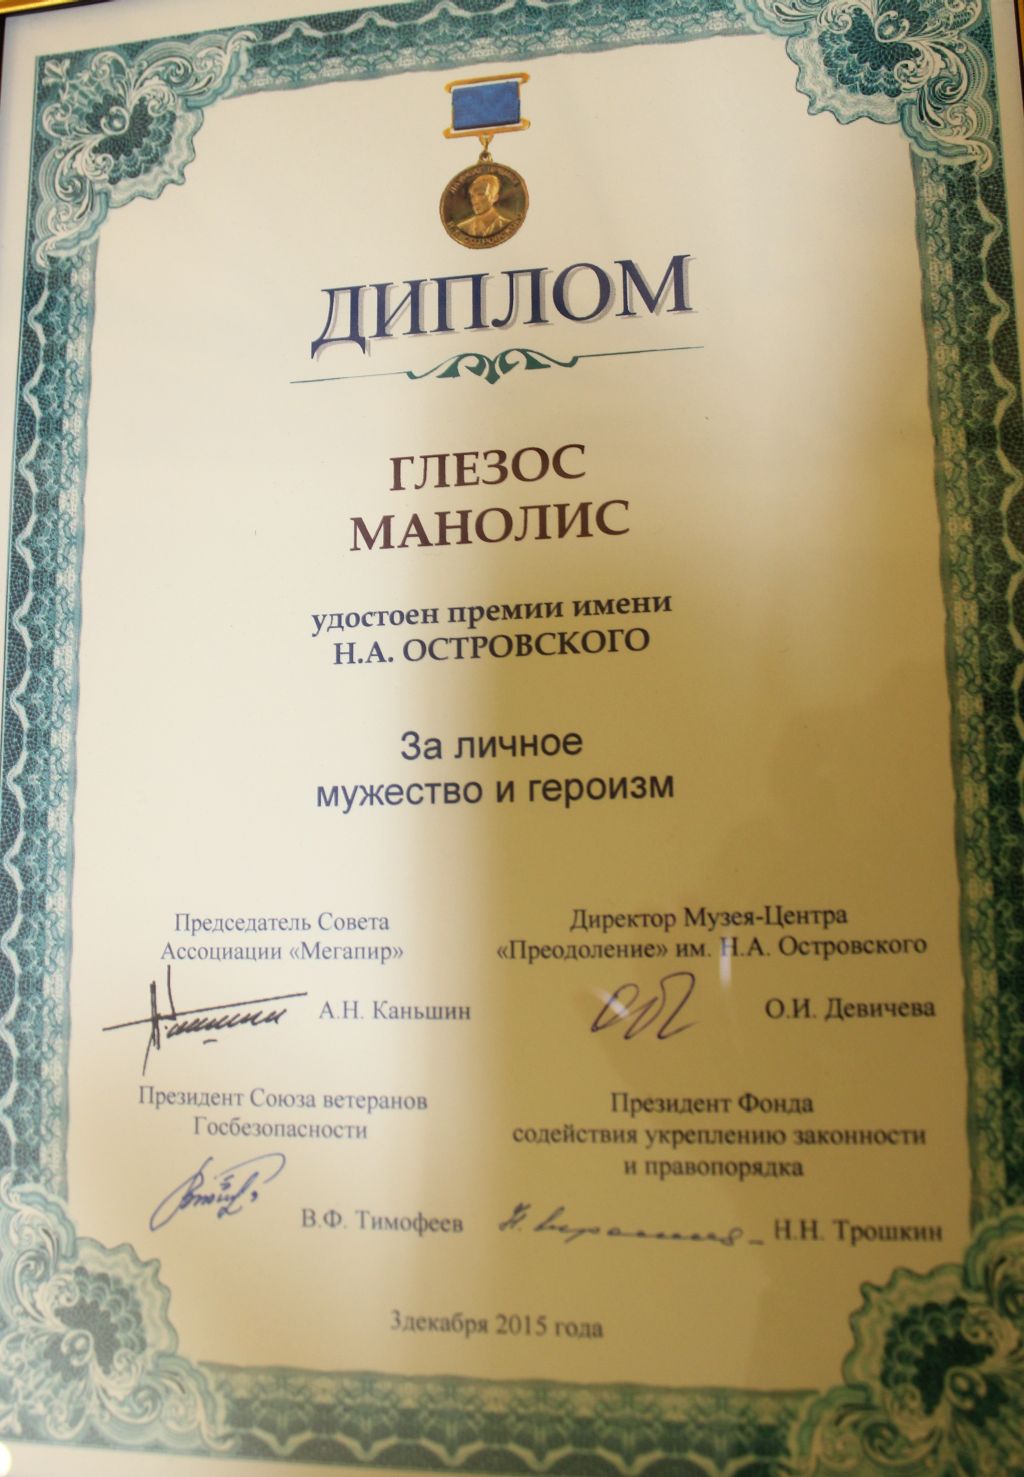 ДИПЛОМ
ГЛЕЗОС
МАНОЛИС
удостоен премии имени
Н.А. ОСТРОВСКОГО
За личное
мужество и героизм
Председатель Совета
Ассоциации «Мегапир»
А.Н. Каньшин
Директор Музея-Центра
«Преодоление» им. Н.А. Островского
О.И. Девичева
Президент Союза ветеранов
Госбезопасности
В.Ф. Тимофеев
Президент Фонда
содействия укреплению законности
и правопорядка
Н.Н. Трошкин
3декабря 2015 года